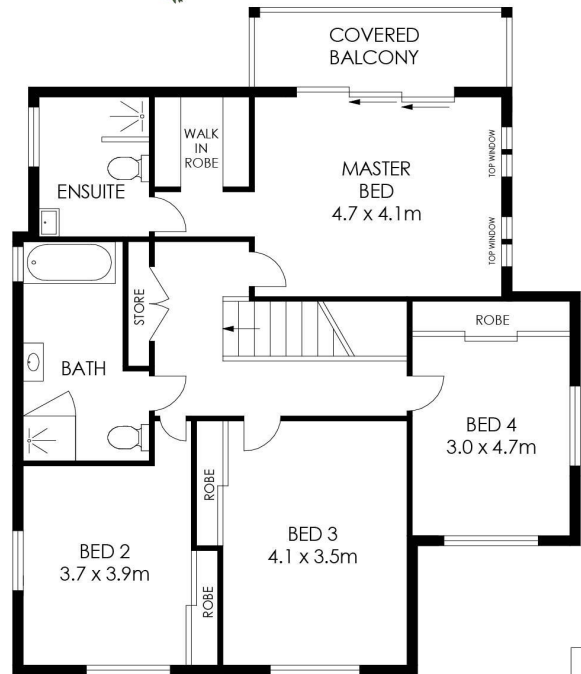 COVERED
BALCONY
WALK
IN
ROBE
MASTER
BED
4.7 x 4.1m
TOP WINDOW
TOP WINDOW
ENSUITE
STORE
ROBE
BATH
BED 4
3.0 x 4.7m
ROBE
BED 3
4.1 x 3.5m
BED 2
3.7 x 3.9m
ROBE